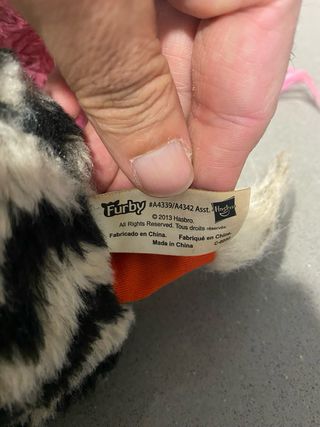 Furby #A4339/A4342 Asst. Hasbro
© 2013 Hasbro.
All Rights Reserved. Tous droits réservés.
Fabricado en China. Fabriqué en Chine.
Made in China